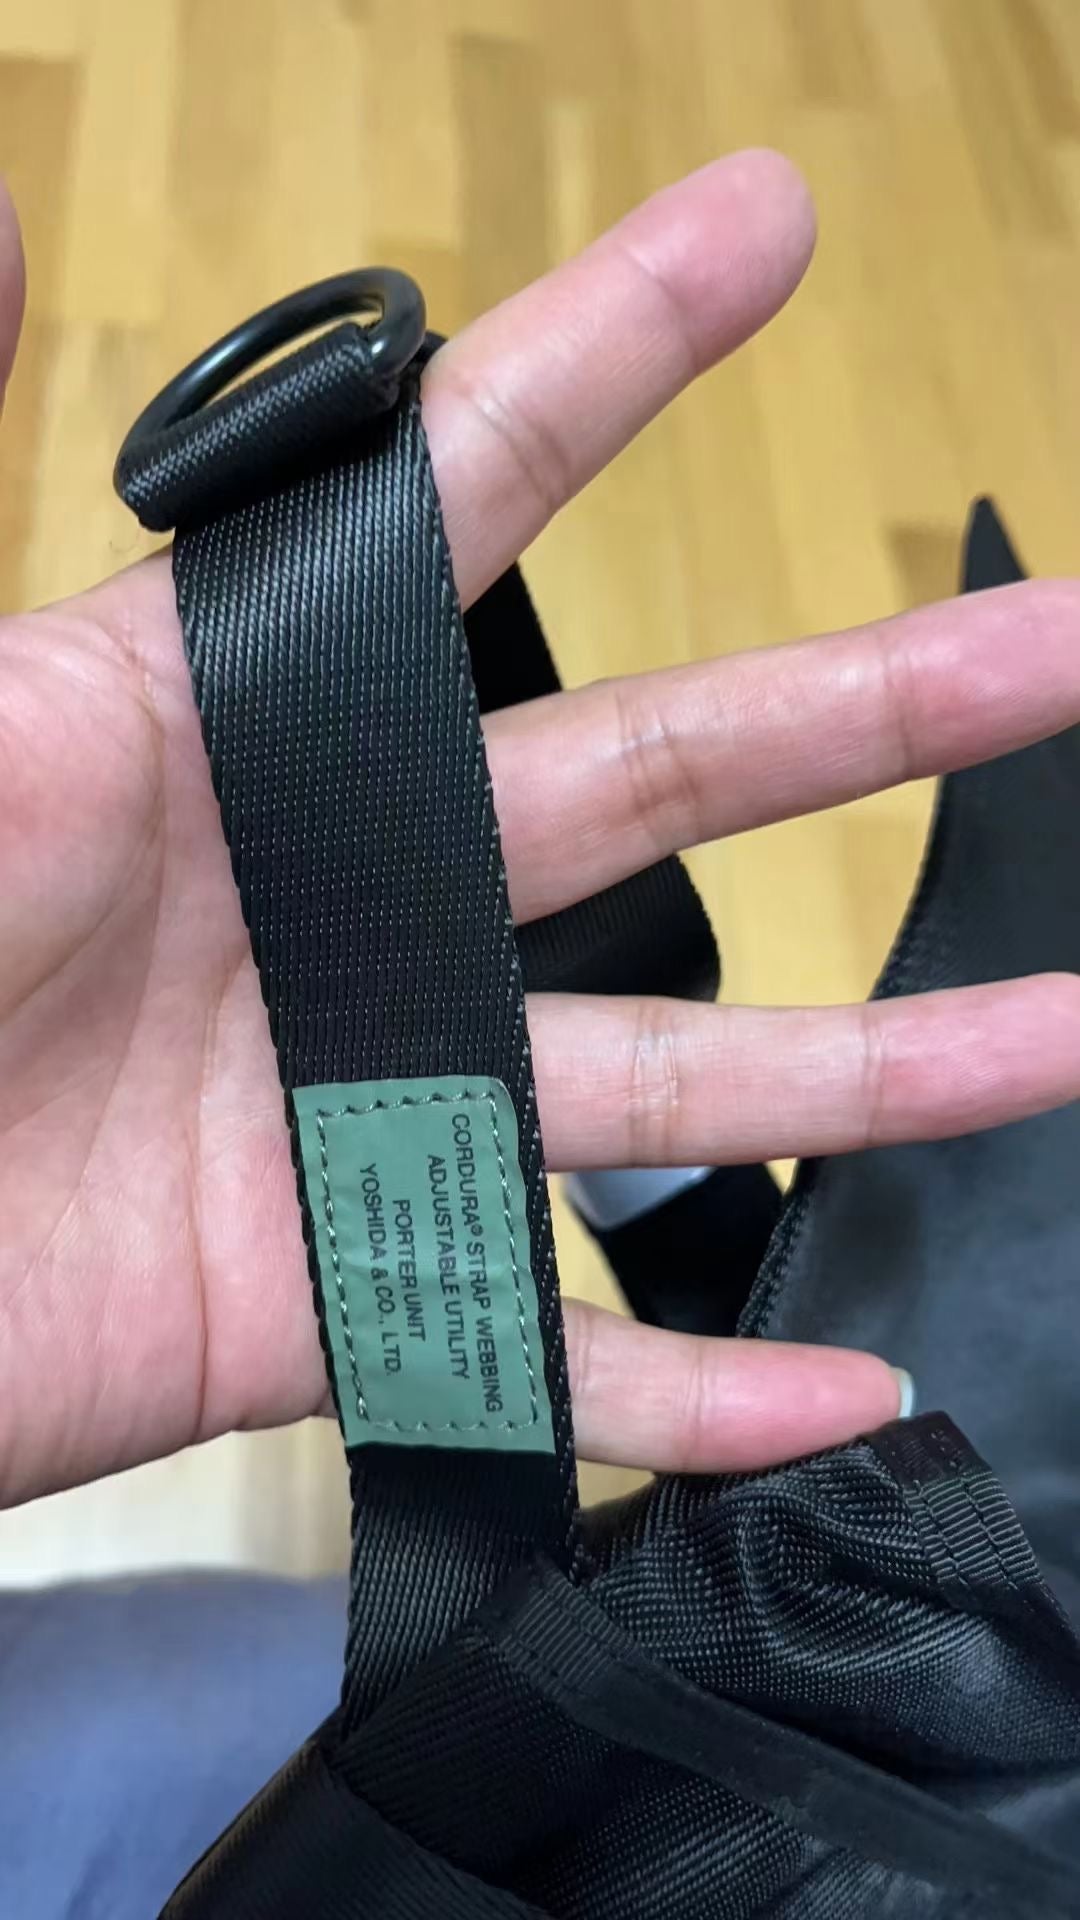 CORDURA® STRAP WEBBING
ADJUSTABLE UTILITY
PORTER UNIT
YOSHIDA & CO., LTD.